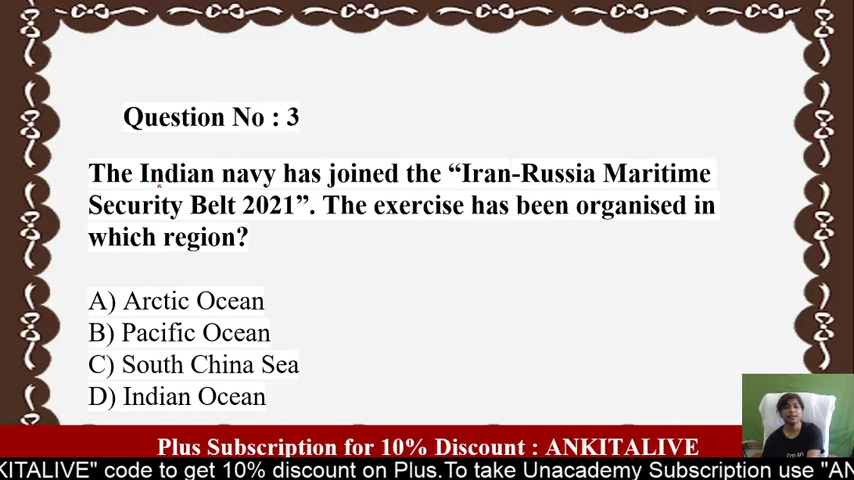 Question No : 3
The Indian navy has joined the “Iran-Russia Maritime
Security Belt 2021”. The exercise has been organised in
which region?
A) Arctic Ocean
B) Pacific Ocean
C) South China Sea
D) Indian Ocean
Plus Subscription for 10% Discount : ANKITALIVE
KITALIVE" code to get 10% discount on Plus.To take Unacademy Subscription use "AN